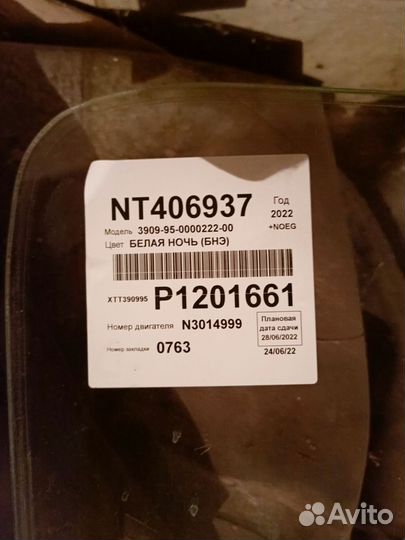 NT406937
Год
2022
Модель 3909-95-0000222-00
+NOEG
Цвет БЕЛАЯ НОЧЬ (БНЭ)
XTT390995 P1201661
Номер двигателя N3014999
Плановая
дата сдачи
28/06/2022
Номер закладки 0763
24/06/22
Avito